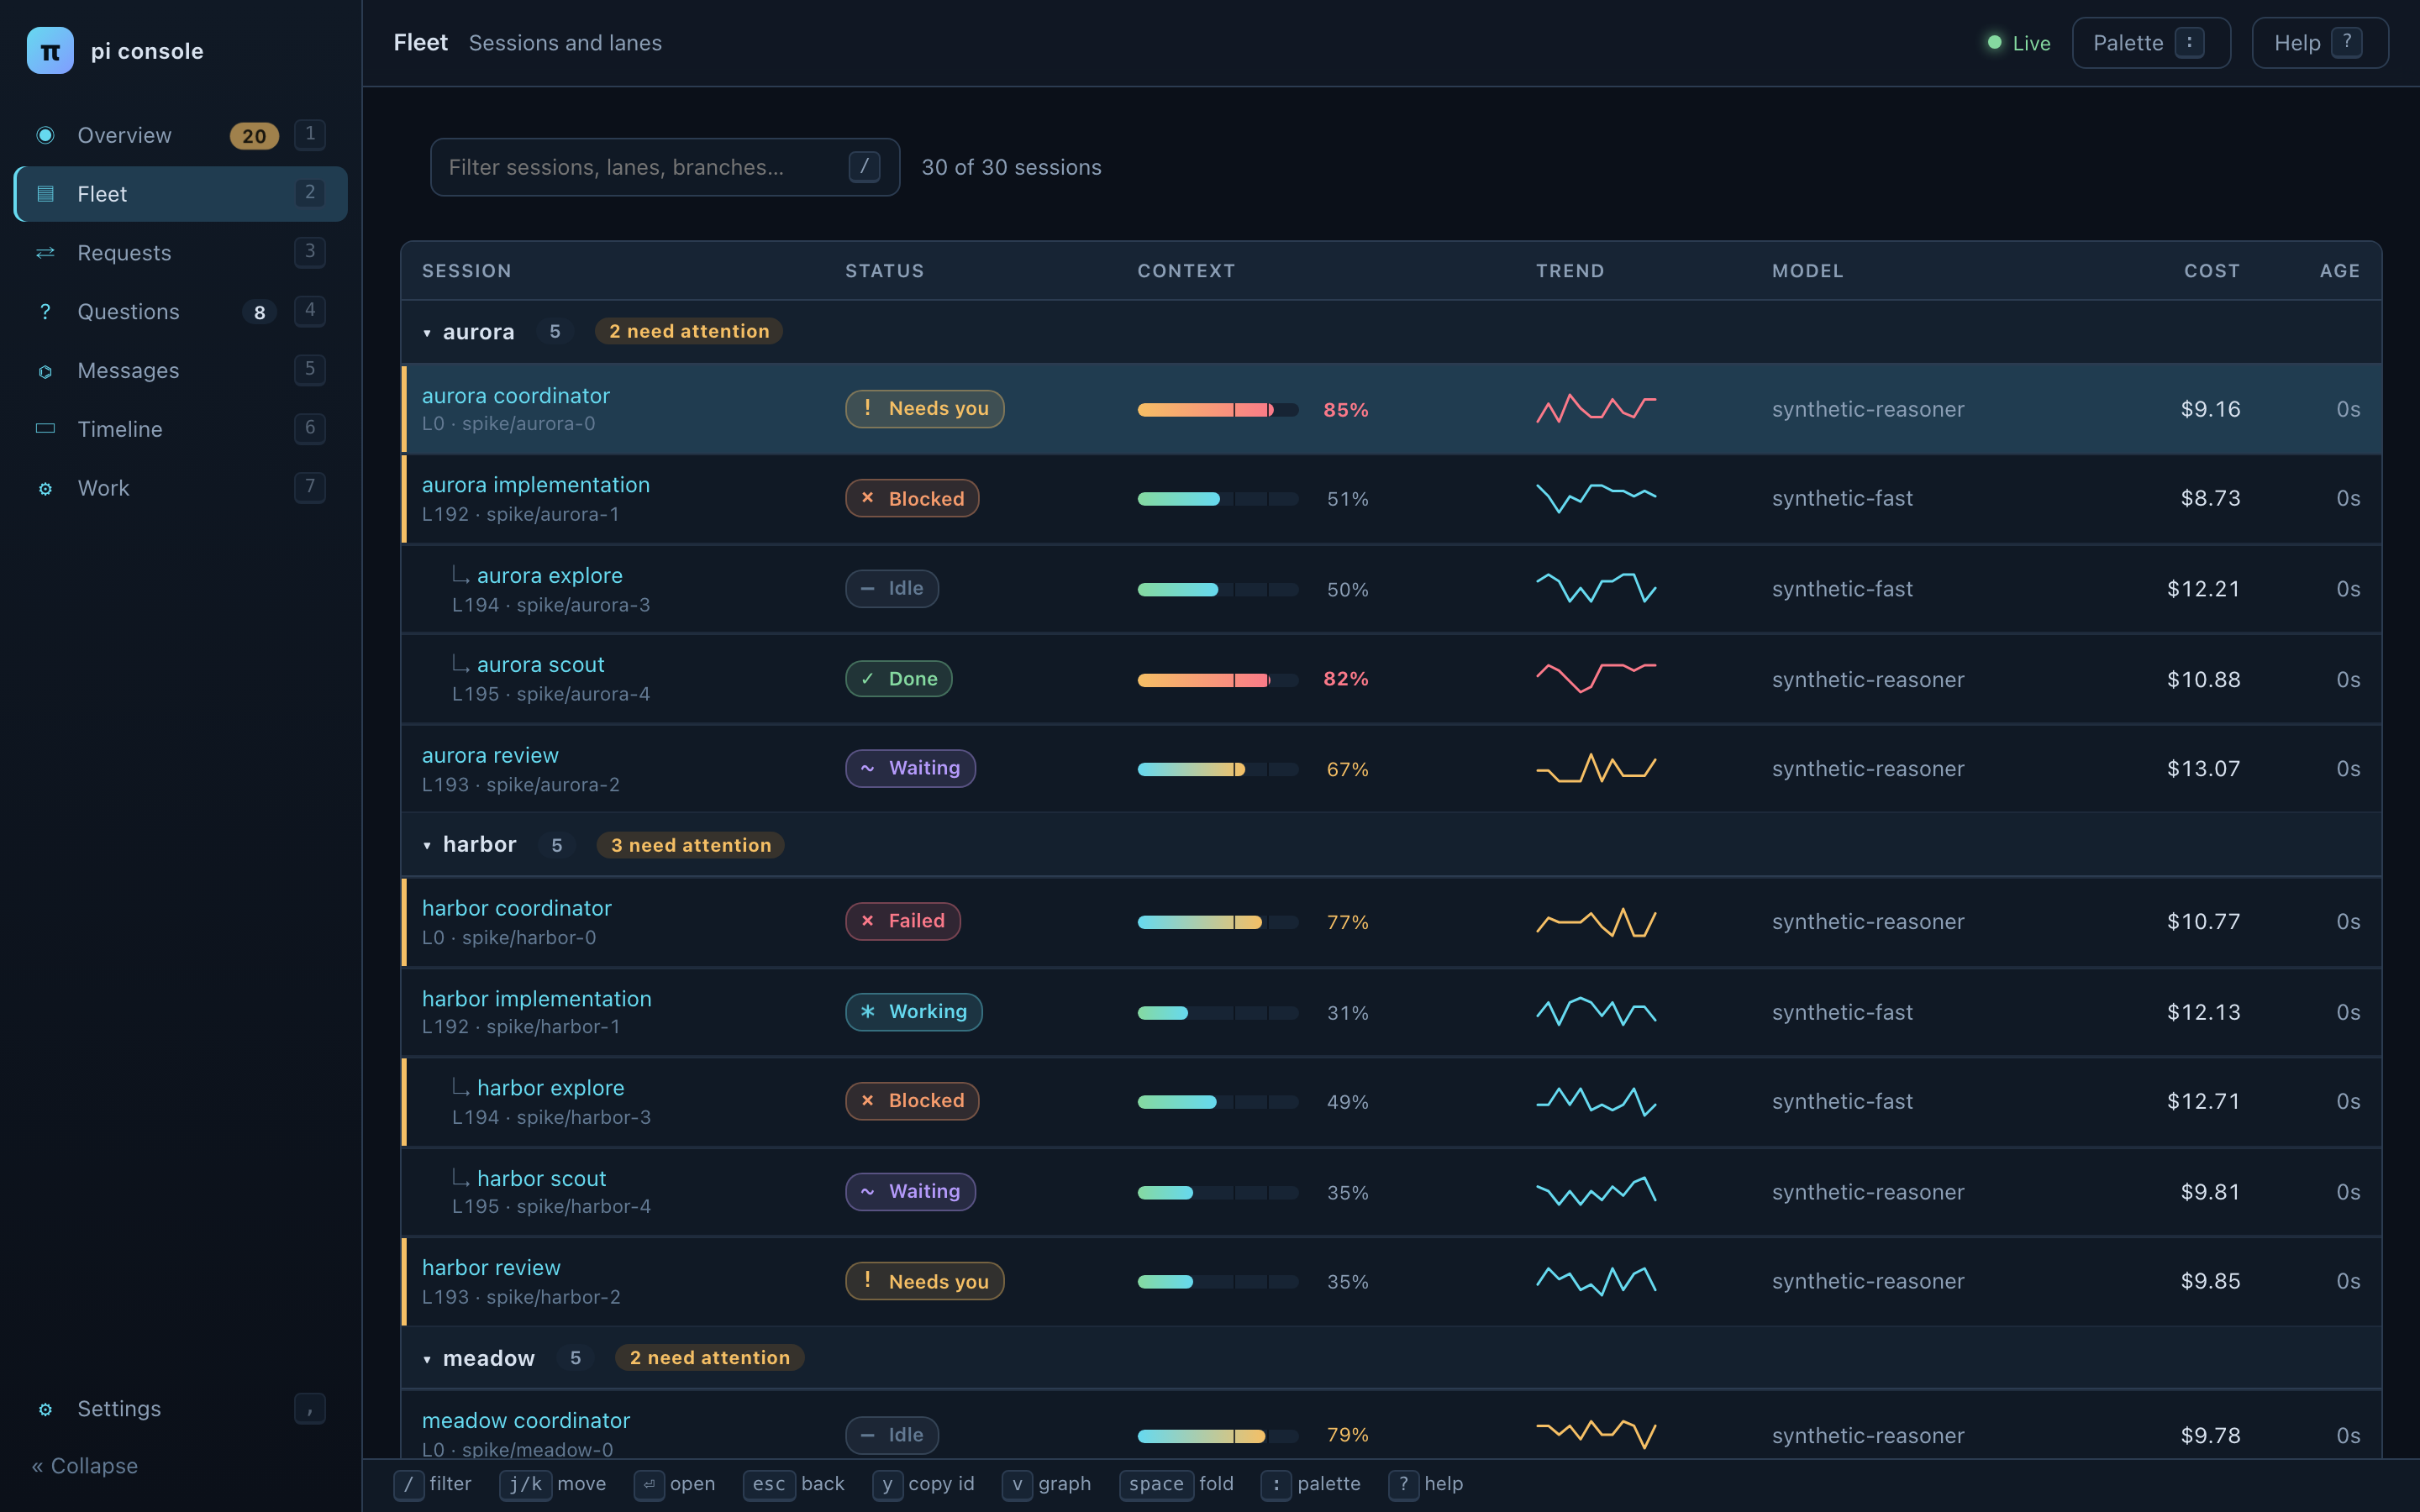 π pi console
Overview 20 1
Fleet 2
Requests 3
? Questions 8 4
Messages 5
Timeline 6
Work 7
Settings ,
« Collapse
Fleet Sessions and lanes
Live
Palette :
Help ?
Filter sessions, lanes, branches... /
30 of 30 sessions
SESSION STATUS CONTEXT TREND MODEL COST AGE
▾ aurora 5 2 need attention
aurora coordinator
L0 · spike/aurora-0
! Needs you 85% synthetic-reasoner $9.16 0s
aurora implementation
L192 · spike/aurora-1
× Blocked 51% synthetic-fast $8.73 0s
aurora explore
L194 · spike/aurora-3
– Idle 50% synthetic-fast $12.21 0s
aurora scout
L195 · spike/aurora-4
✓ Done 82% synthetic-reasoner $10.88 0s
aurora review
L193 · spike/aurora-2
~ Waiting 67% synthetic-reasoner $13.07 0s
▾ harbor 5 3 need attention
harbor coordinator
L0 · spike/harbor-0
× Failed 77% synthetic-reasoner $10.77 0s
harbor implementation
L192 · spike/harbor-1
* Working 31% synthetic-fast $12.13 0s
harbor explore
L194 · spike/harbor-3
× Blocked 49% synthetic-fast $12.71 0s
harbor scout
L195 · spike/harbor-4
~ Waiting 35% synthetic-reasoner $9.81 0s
harbor review
L193 · spike/harbor-2
! Needs you 35% synthetic-reasoner $9.85 0s
▾ meadow 5 2 need attention
meadow coordinator
L0 · spike/meadow-0
– Idle 79% synthetic-reasoner $9.78 0s
/ filter j/k move ⏎ open esc back y copy id v graph space fold : palette ? help